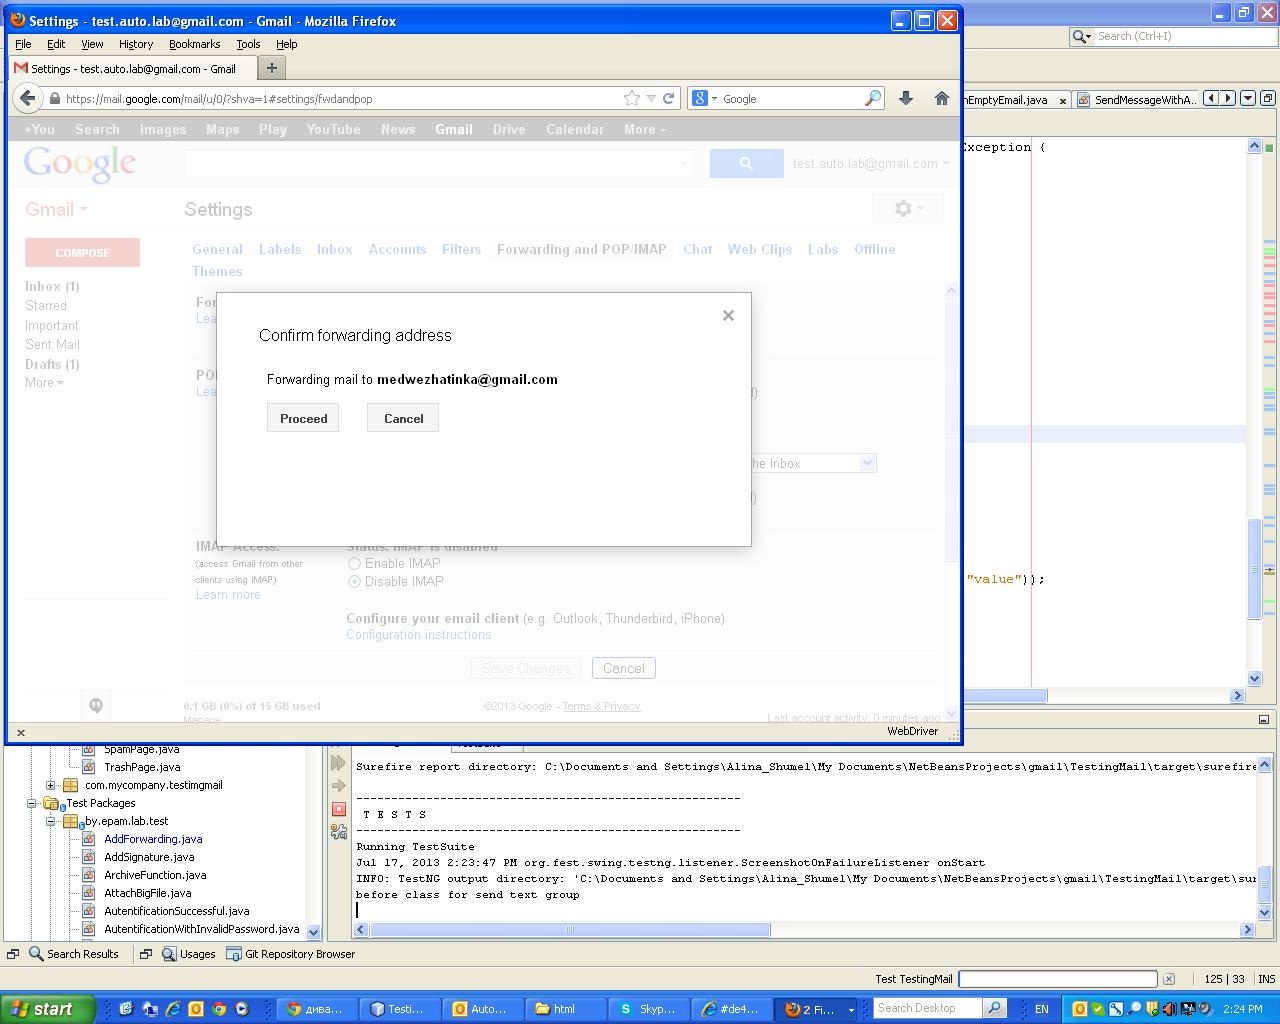 Settings - test.auto.lab@gmail.com - Gmail - Mozilla Firefox
File Edit View History Bookmarks Tools Help
Search (Ctrl+I)
Settings - test.auto.lab@gmail.com - Gmail
https://mail.google.com/mail/u/0/?shva=1#settings/fwdandpop
Google
nEmptyEmail.java
SendMessageWithA...
+You Search Images Maps Play YouTube News Gmail Drive Calendar More
Exception {
Google
test.auto.lab@gmail.com
Gmail
Settings
COMPOSE
General Labels Inbox Accounts Filters Forwarding and POP/IMAP Chat Web Clips Labs Offline
Themes
Inbox (1)
Starred
Important
Sent Mail
Drafts (1)
More
For
Lea
Confirm forwarding address
Forwarding mail to medwezhatinka@gmail.com
Proceed
Cancel
PO
Lea
he Inbox
IMAP Access:
(access Gmail from other
clients using IMAP)
Learn more
Status: IMAP is disabled
Enable IMAP
Disable IMAP
Configure your email client (e.g. Outlook, Thunderbird, iPhone)
Configuration instructions
Save Changes
Cancel
"value"));
0.1 GB (0%) of 15 GB used
Manage
©2013 Google - Terms & Privacy
Last account activity: 0 minutes ago
WebDriver
SpamPage.java
TrashPage.java
com.mycompany.testimgmail
Test Packages
by.epam.lab.test
AddForwarding.java
AddSignature.java
ArchiveFunction.java
AttachBigFile.java
AutentificationSuccessful.java
AutentificationWithInvalidPassword.java
Surefire report directory: C:\Documents and Settings\Alina_Shumel\My Documents\NetBeansProjects\gmail\TestingMail\target\surefire
-------------------------------------------------------
T E S T S
-------------------------------------------------------
Running TestSuite
Jul 17, 2013 2:23:47 PM org.fest.swing.testng.listener.ScreenshotOnFailureListener onStart
INFO: TestNG output directory: 'C:\Documents and Settings\Alina_Shumel\My Documents\NetBeansProjects\gmail\TestingMail\target\sur
before class for send text group
Search Results
Usages
Git Repository Browser
Test TestingMail
125 | 33
INS
start
дива...
Testi...
Auto...
html
Skyp...
#de4...
2 Fi...
Search Desktop
EN
2:24 PM